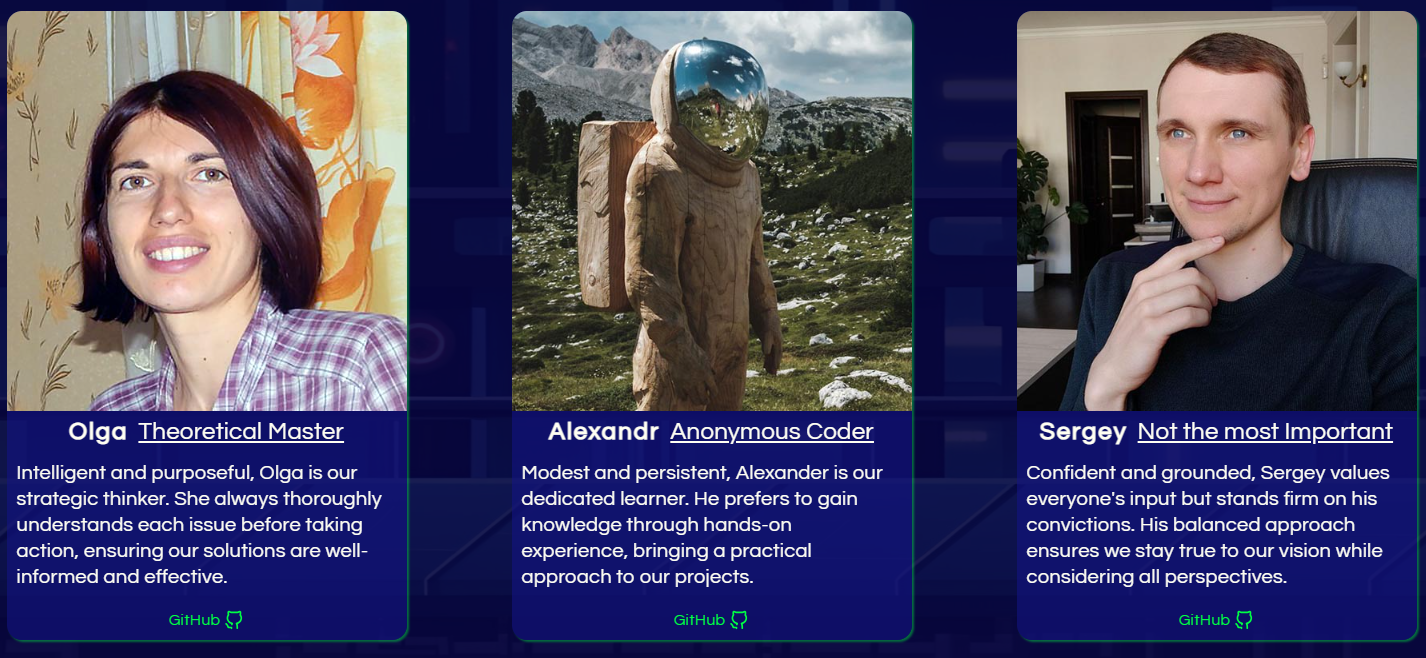 Olga Theoretical Master
Intelligent and purposeful, Olga is our
strategic thinker. She always thoroughly
understands each issue before taking
action, ensuring our solutions are well-
informed and effective.
GitHub
Alexandr Anonymous Coder
Modest and persistent, Alexander is our
dedicated learner. He prefers to gain
knowledge through hands-on
experience, bringing a practical
approach to our projects.
GitHub
Sergey Not the most Important
Confident and grounded, Sergey values
everyone's input but stands firm on his
convictions. His balanced approach
ensures we stay true to our vision while
considering all perspectives.
GitHub